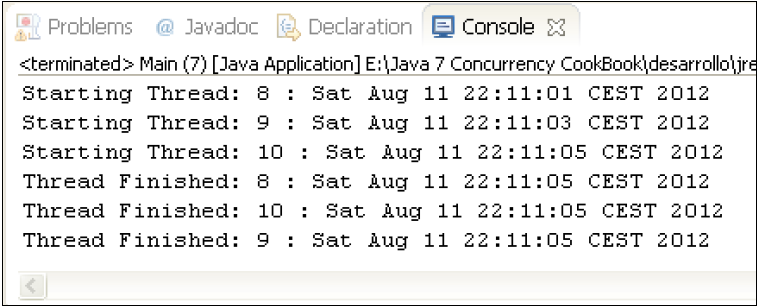 Problems @ Javadoc Declaration Console
<terminated> Main (7) [Java Application] E:\Java 7 Concurrency CookBook\desarrollo\jre
Starting Thread: 8 : Sat Aug 11 22:11:01 CEST 2012
Starting Thread: 9 : Sat Aug 11 22:11:03 CEST 2012
Starting Thread: 10 : Sat Aug 11 22:11:05 CEST 2012
Thread Finished: 8 : Sat Aug 11 22:11:05 CEST 2012
Thread Finished: 10 : Sat Aug 11 22:11:05 CEST 2012
Thread Finished: 9 : Sat Aug 11 22:11:05 CEST 2012